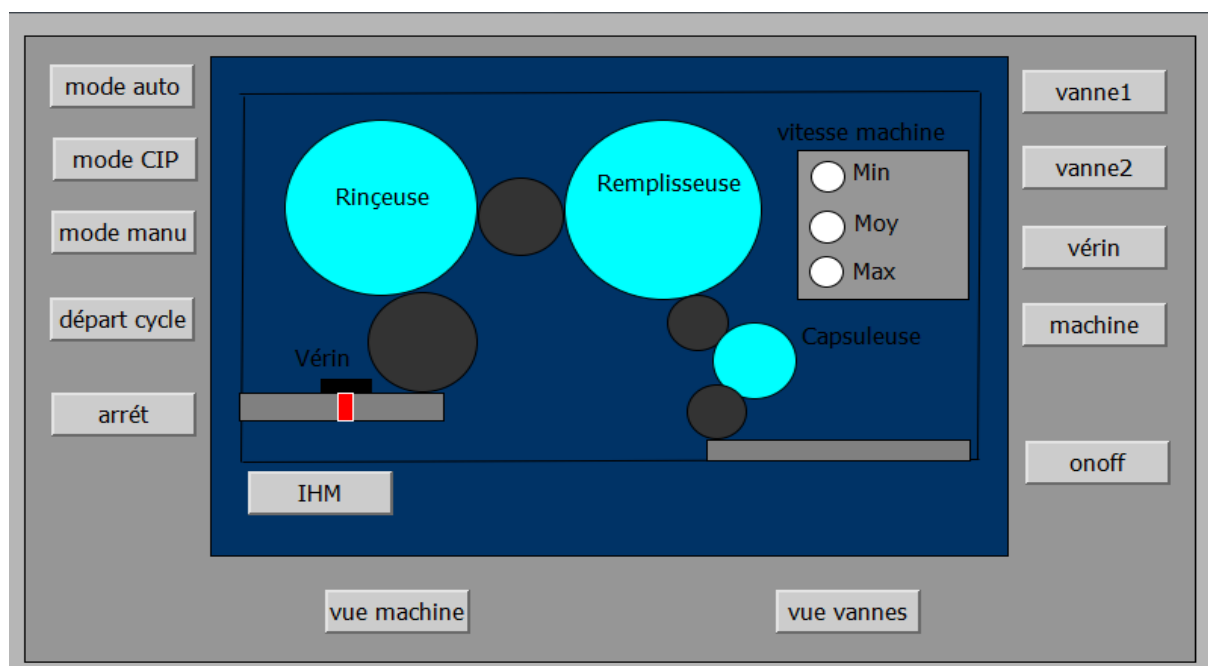 mode auto
mode CIP
mode manu
départ cycle
arrét
Rinçeuse
Remplisseuse
vitesse machine
Min
Moy
Max
Vérin
Capsuleuse
IHM
vanne1
vanne2
vérin
machine
onoff
vue machine
vue vannes